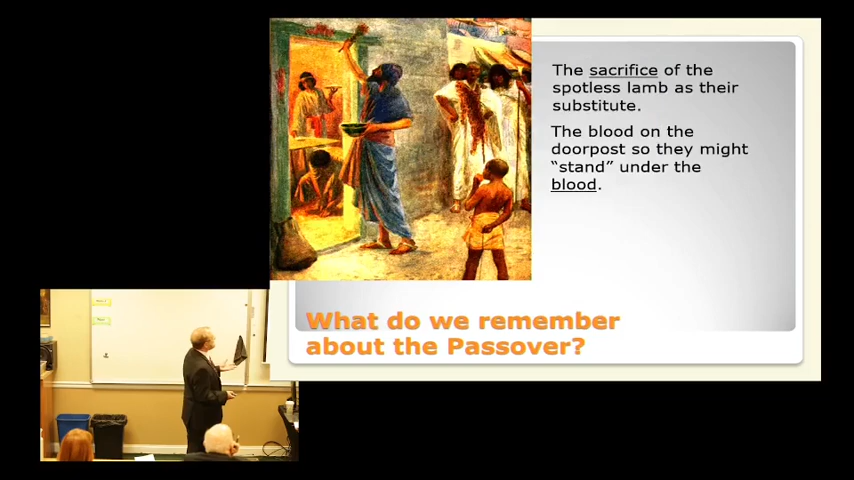 The sacrifice of the
spotless lamb as their
substitute.
The blood on the
doorpost so they might
“stand” under the
blood.
What do we remember
about the Passover?